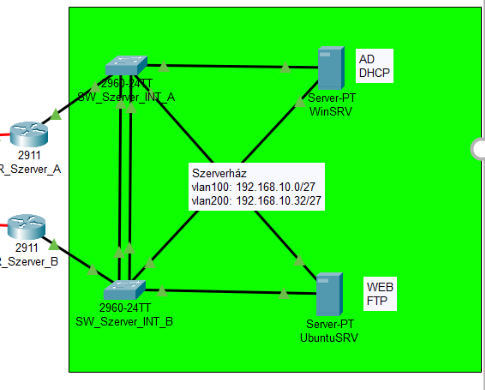 AD
DHCP
2960-24TT
SW_Szerver_INT_A
Server-PT
WinSRV
2911
R_Szerver_A
Szerverház
vlan100: 192.168.10.0/27
vlan200: 192.168.10.32/27
2911
R_Szerver_B
2960-24TT
SW_Szerver_INT_B
WEB
FTP
Server-PT
UbuntuSRV